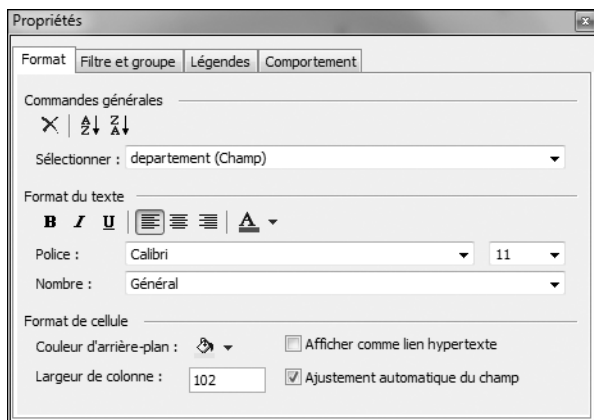 Propriétés
Format Filtre et groupe Légendes Comportement
Commandes générales
A Z Z A
Sélectionner : departement (Champ)
Format du texte
B I U A
Police : Calibri 11
Nombre : Général
Format de cellule
Couleur d'arrière-plan : Afficher comme lien hypertexte
Largeur de colonne : 102 Ajustement automatique du champ